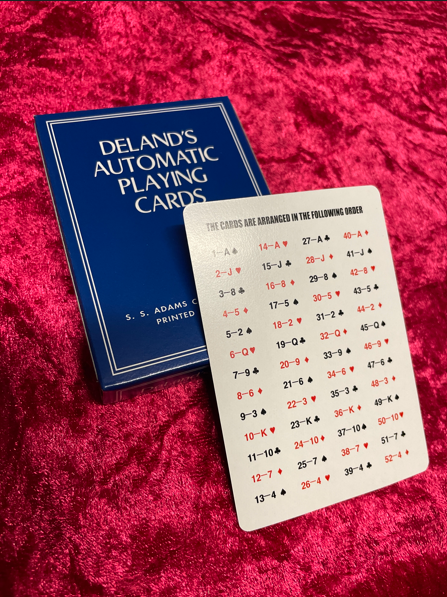 DELAND'S
AUTOMATIC
PLAYING
CARDS
S. S. ADAMS
PRINTED
THE CARDS ARE ARRANGED IN THE FOLLOWING ORDER
1–A♠
2–J♥
3–8♣
4–5♦
5–2♠
6–Q♥
7–9♣
8–6♦
9–3♠
10–K♥
11–10♣
12–7♦
13–4♠
14–A♥
15–J♣
16–8♦
17–5♠
18–2♥
19–Q♣
20–9♦
21–6♠
22–3♥
23–K♣
24–10♦
25–7♠
26–4♥
27–A♣
28–J♦
29–8♠
30–5♥
31–2♣
32–Q♦
33–9♠
34–6♥
35–3♣
36–K♦
37–10♠
38–7♥
39–4♣
40–A♦
41–J♠
42–8♥
43–5♣
44–2♦
45–Q♠
46–9♥
47–6♣
48–3♦
49–K♠
50–10♥
51–7♣
52–4♦